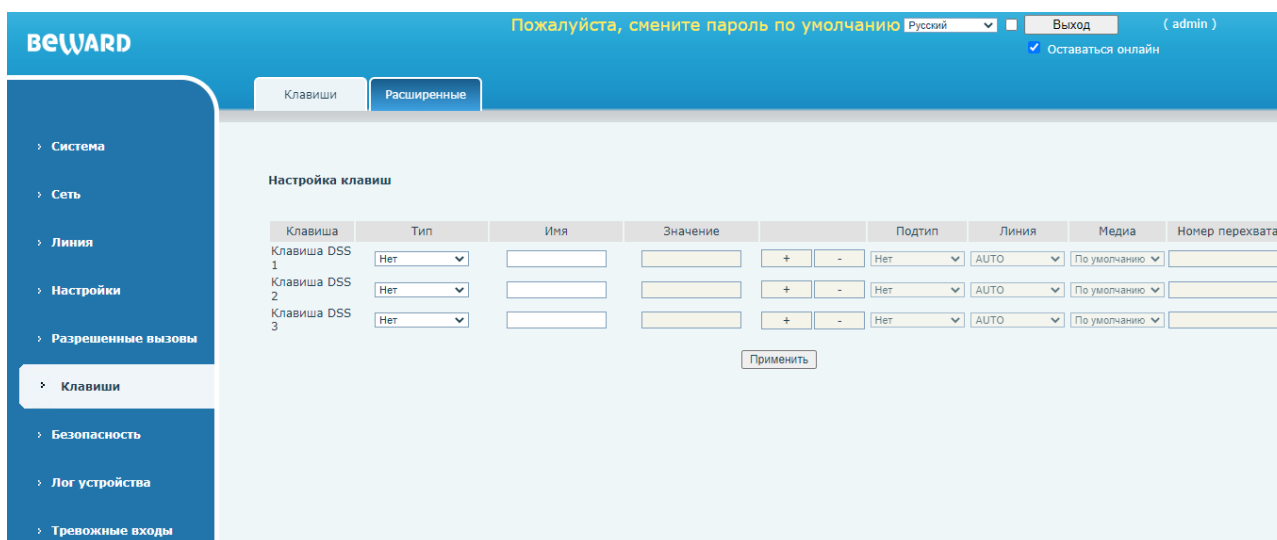 BEWARD
Пожалуйста, смените пароль по умолчанию Русский Выход ( admin )
Оставаться онлайн
Клавиши Расширенные
Система
Сеть
Линия
Настройки
Разрешенные вызовы
Клавиши
Безопасность
Лог устройства
Тревожные входы
Настройка клавиш
Клавиша Тип Имя Значение Подтип Линия Медиа Номер перехвата
Клавиша DSS 
1 Нет + - Нет AUTO По умолчанию
Клавиша DSS
2 Нет + - Нет AUTO По умолчанию
Клавиша DSS
3 Нет + - Нет AUTO По умолчанию
Применить